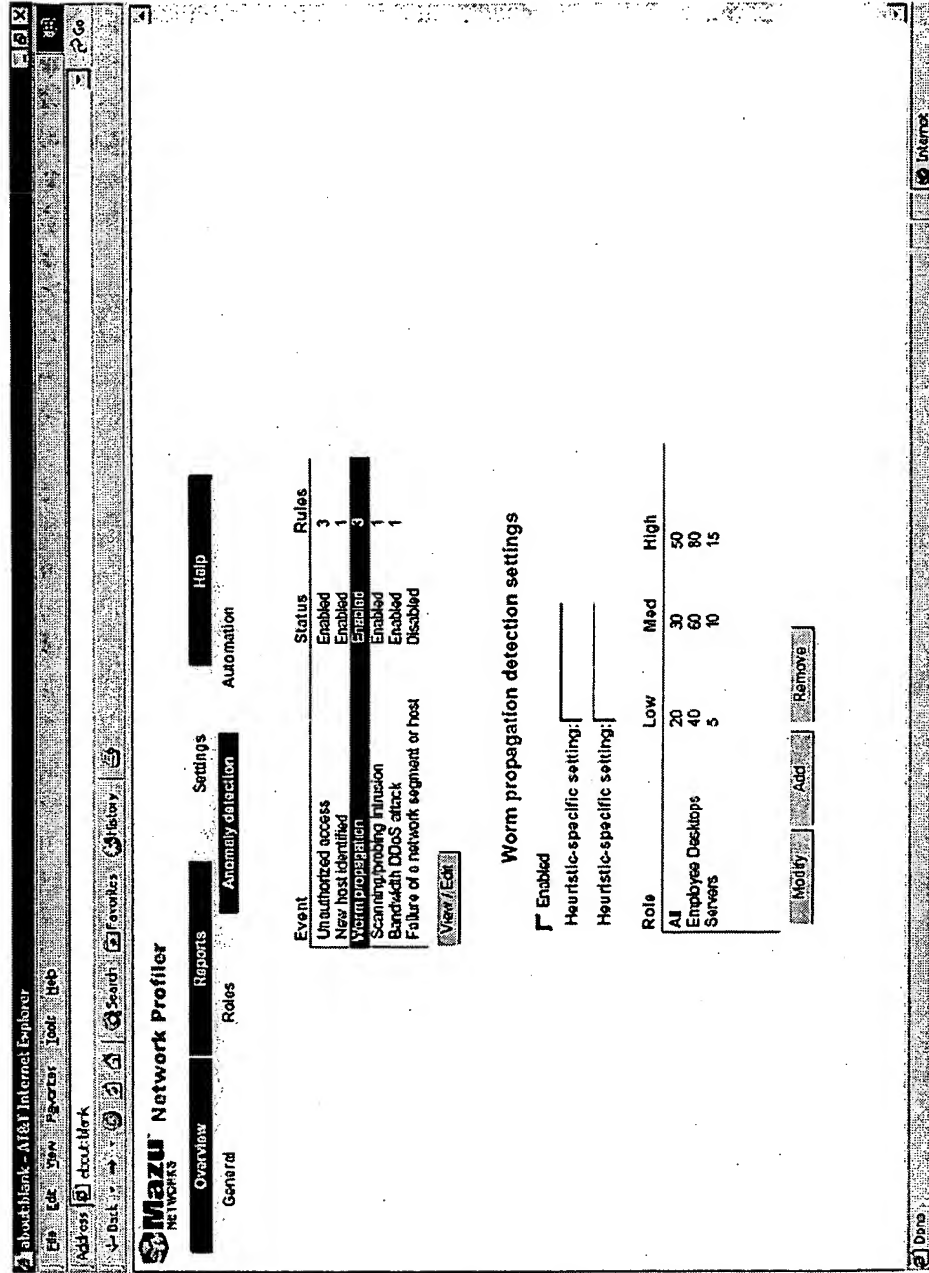 about:blank - AT&T Internet Explorer
File Edit View Favorites Tools Help
Address about:blank Go
Back Search Favorites History
Mazu Network Profiler
NETWORKS
Overview Reports Settings Help
General Roles Anomaly detection Automation
Event Status Rules
Unauthorized access Enabled 3
New host identified Enabled 1
Worm propagation Enabled 3
Scanning/probing intrusion Enabled 1
Bandwidth DDoS attack Enabled 1
Failure of a network segment or host Disabled
View / Edit
Worm propagation detection settings
Enabled
Heuristic-specific setting:
Heuristic-specific setting:
Role Low Med High
All 20 30 50
Employee Desktops 40 60 80
Servers 5 10 15
Modify Add Remove
Done Internet